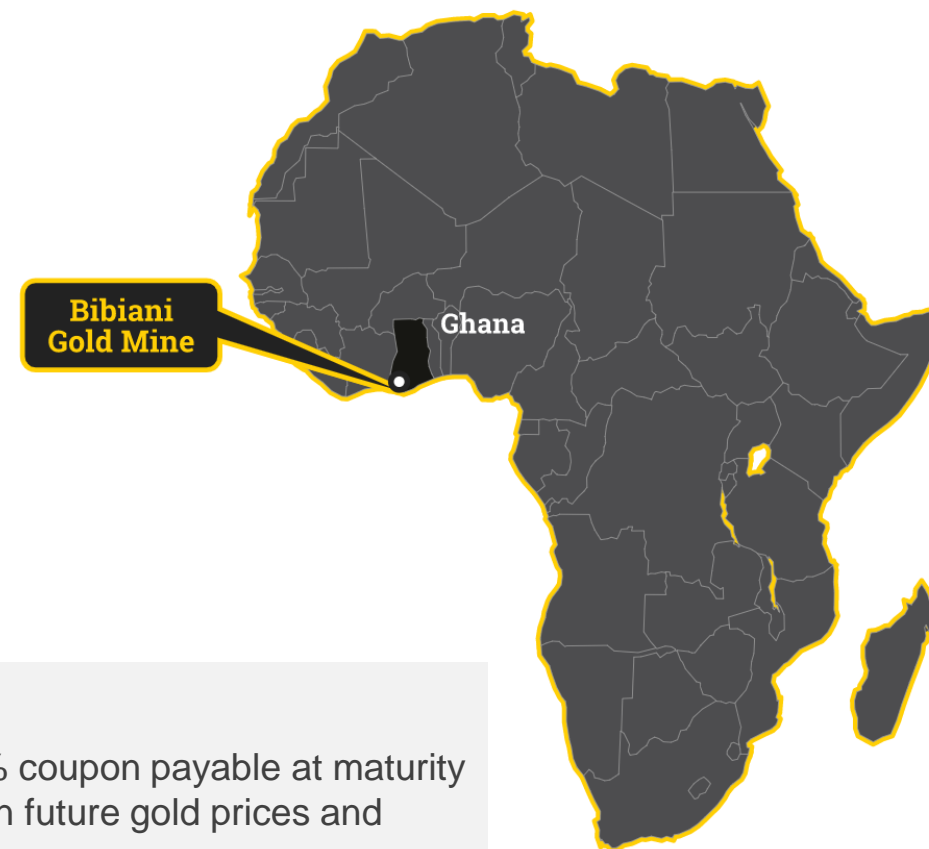 Bibiani
Gold Mine
Ghana
% coupon payable at maturity
n future gold prices and